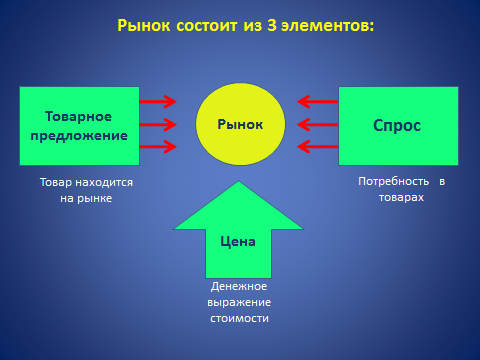 Рынок состоит из 3 элементов:
Товарное
предложение
Рынок
Спрос
Товар находится
на рынке
Потребность в
товарах
Цена
Денежное
выражение
стоимости